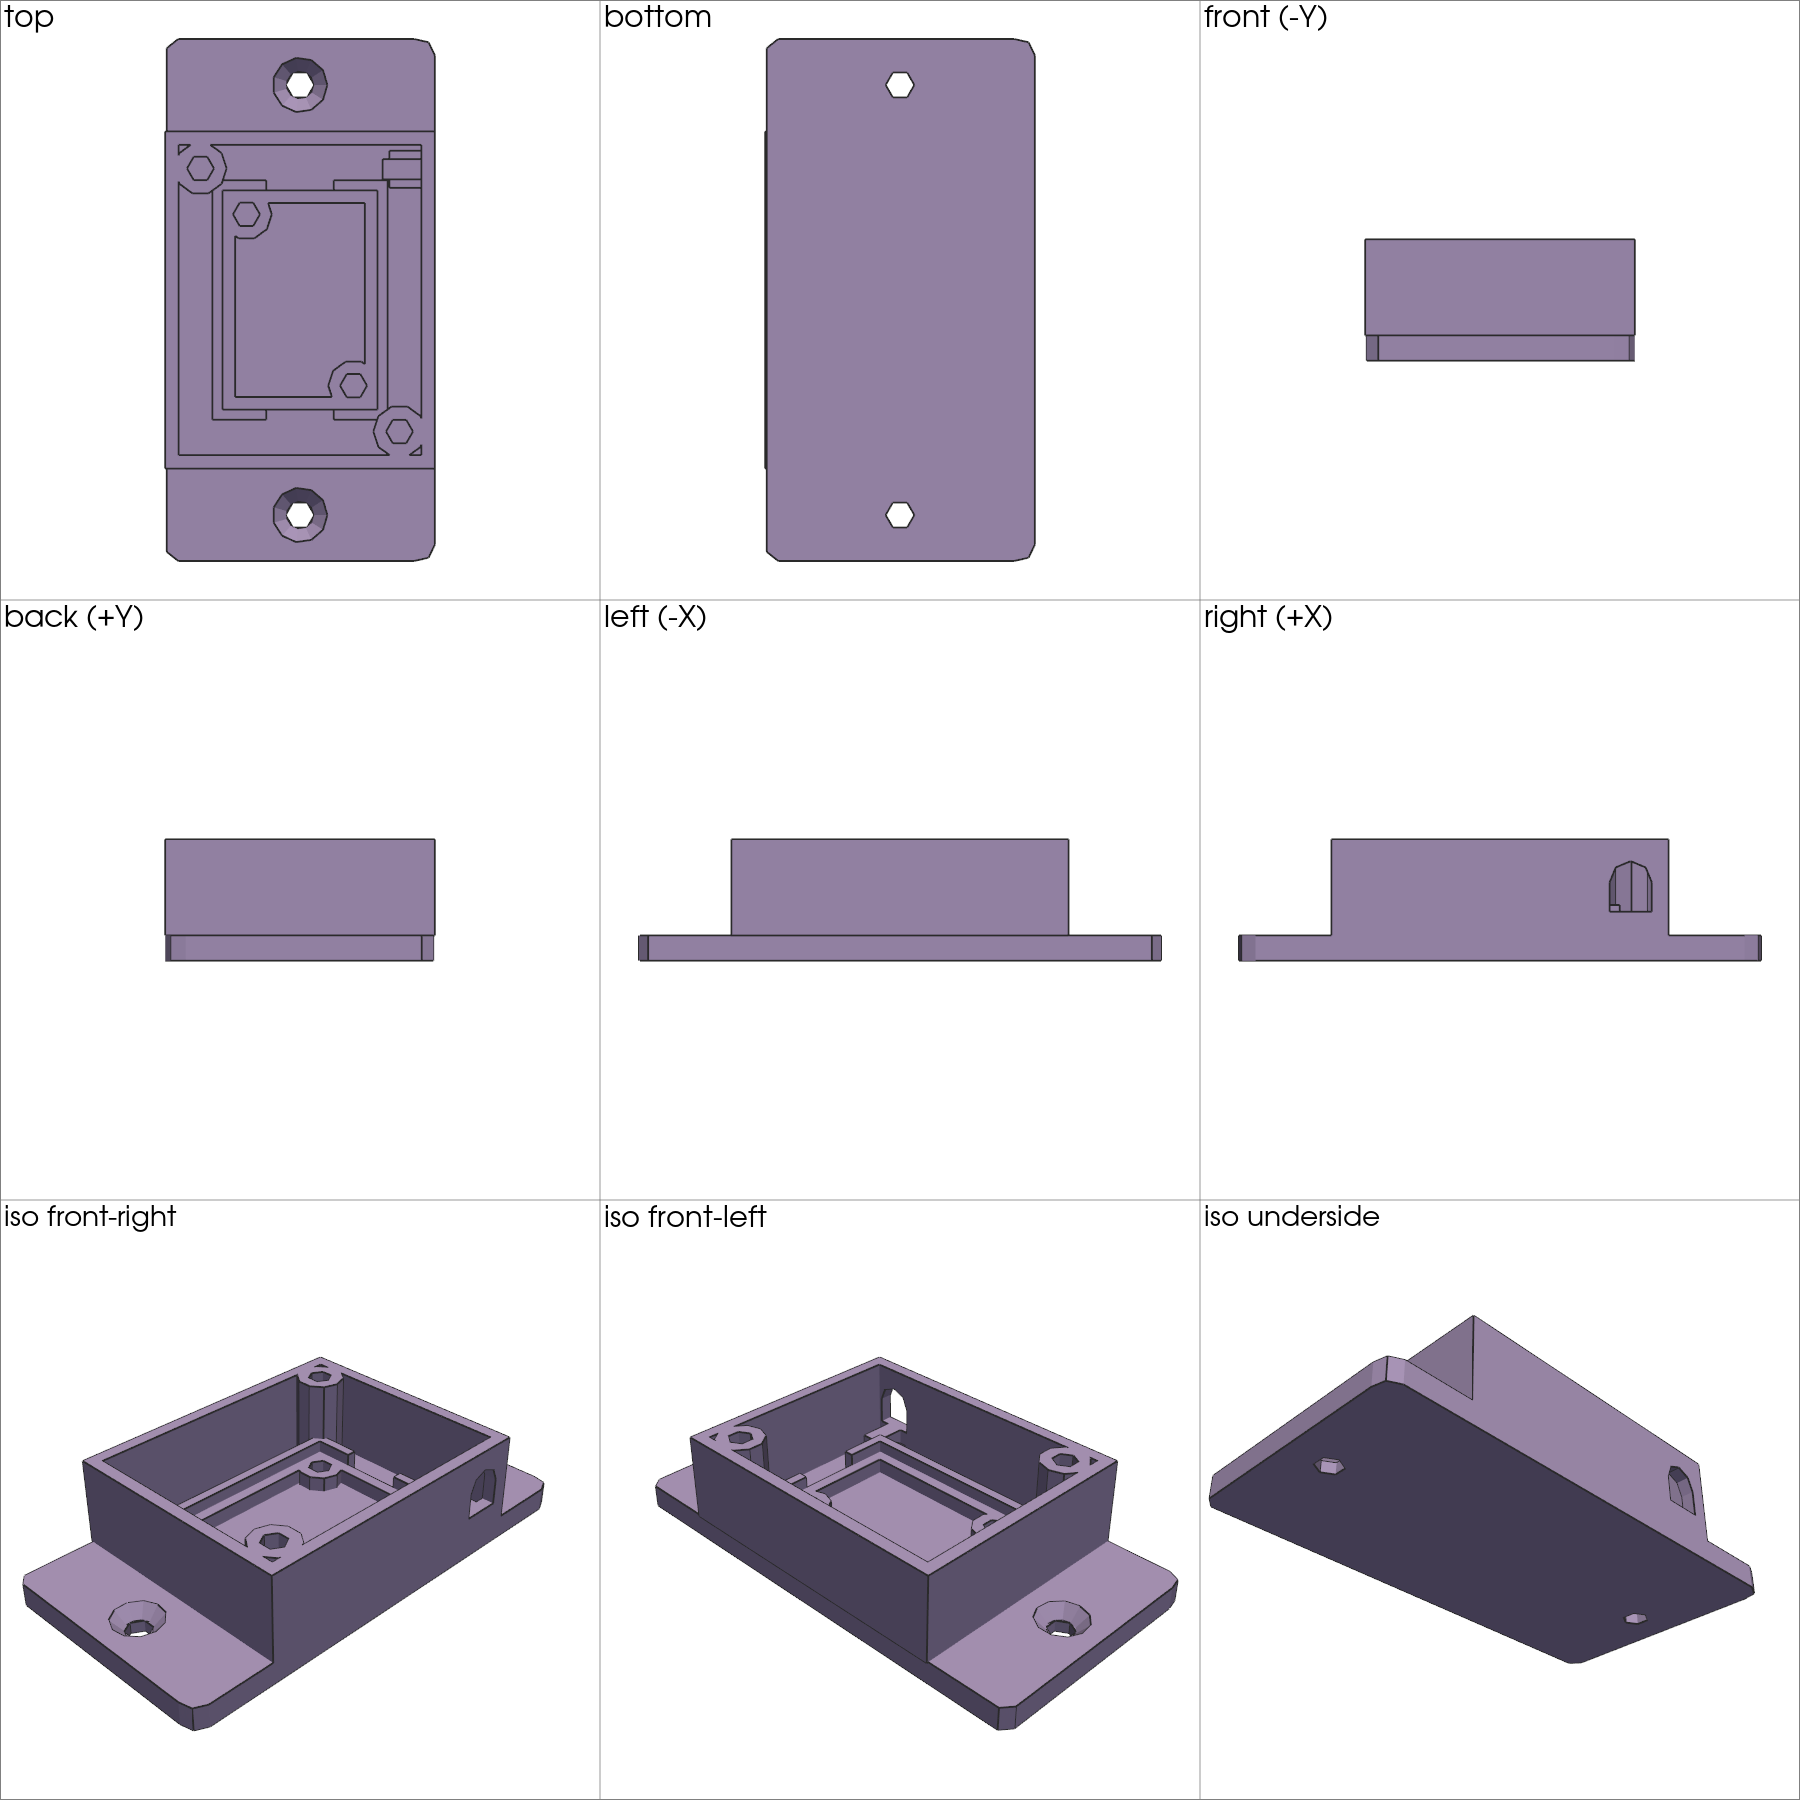 top
bottom
front (-Y)
back (+Y)
left (-X)
right (+X)
iso front-right
iso front-left
iso underside